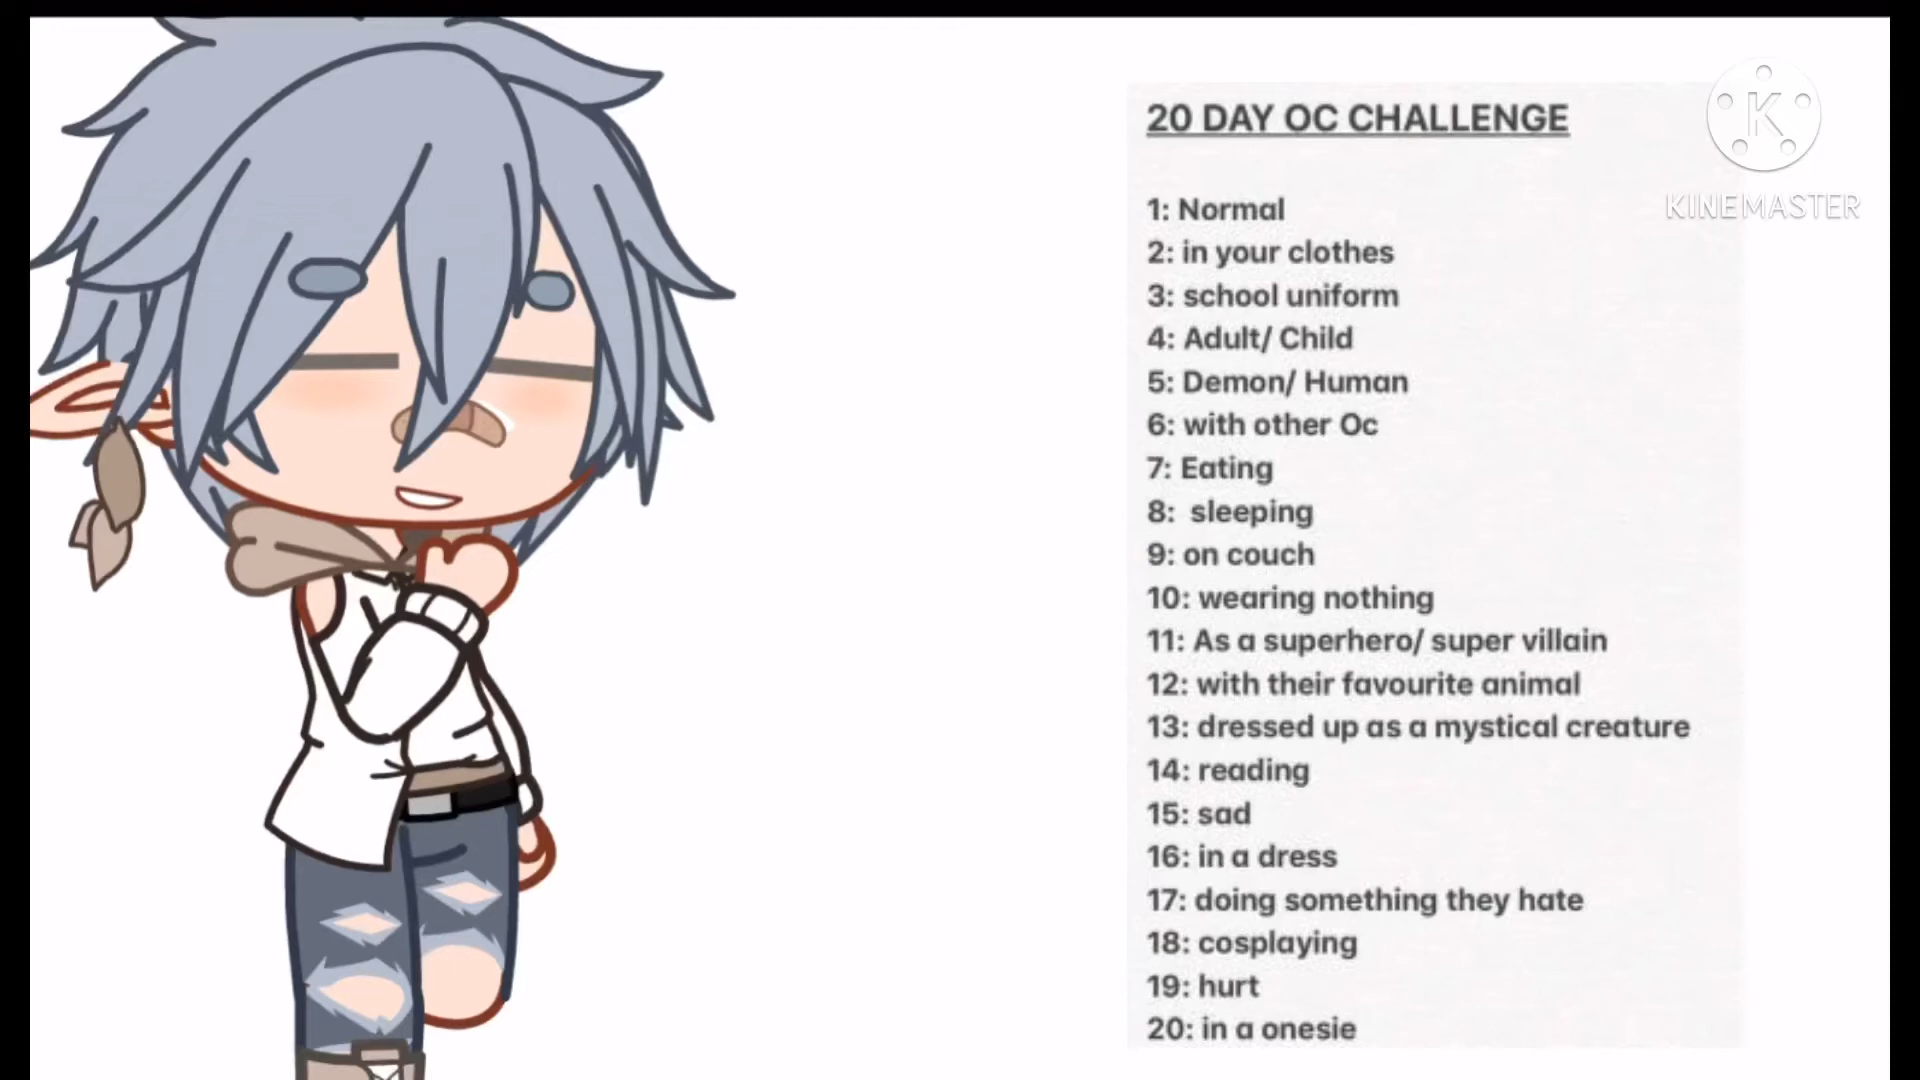 20 DAY OC CHALLENGE
K
KINEMASTER
1: Normal
2: in your clothes
3: school uniform
4: Adult/ Child
5: Demon/ Human
6: with other Oc
7: Eating
8: sleeping
9: on couch
10: wearing nothing
11: As a superhero/ super villain
12: with their favourite animal
13: dressed up as a mystical creature
14: reading
15: sad
16: in a dress
17: doing something they hate
18: cosplaying
19: hurt
20: in a onesie